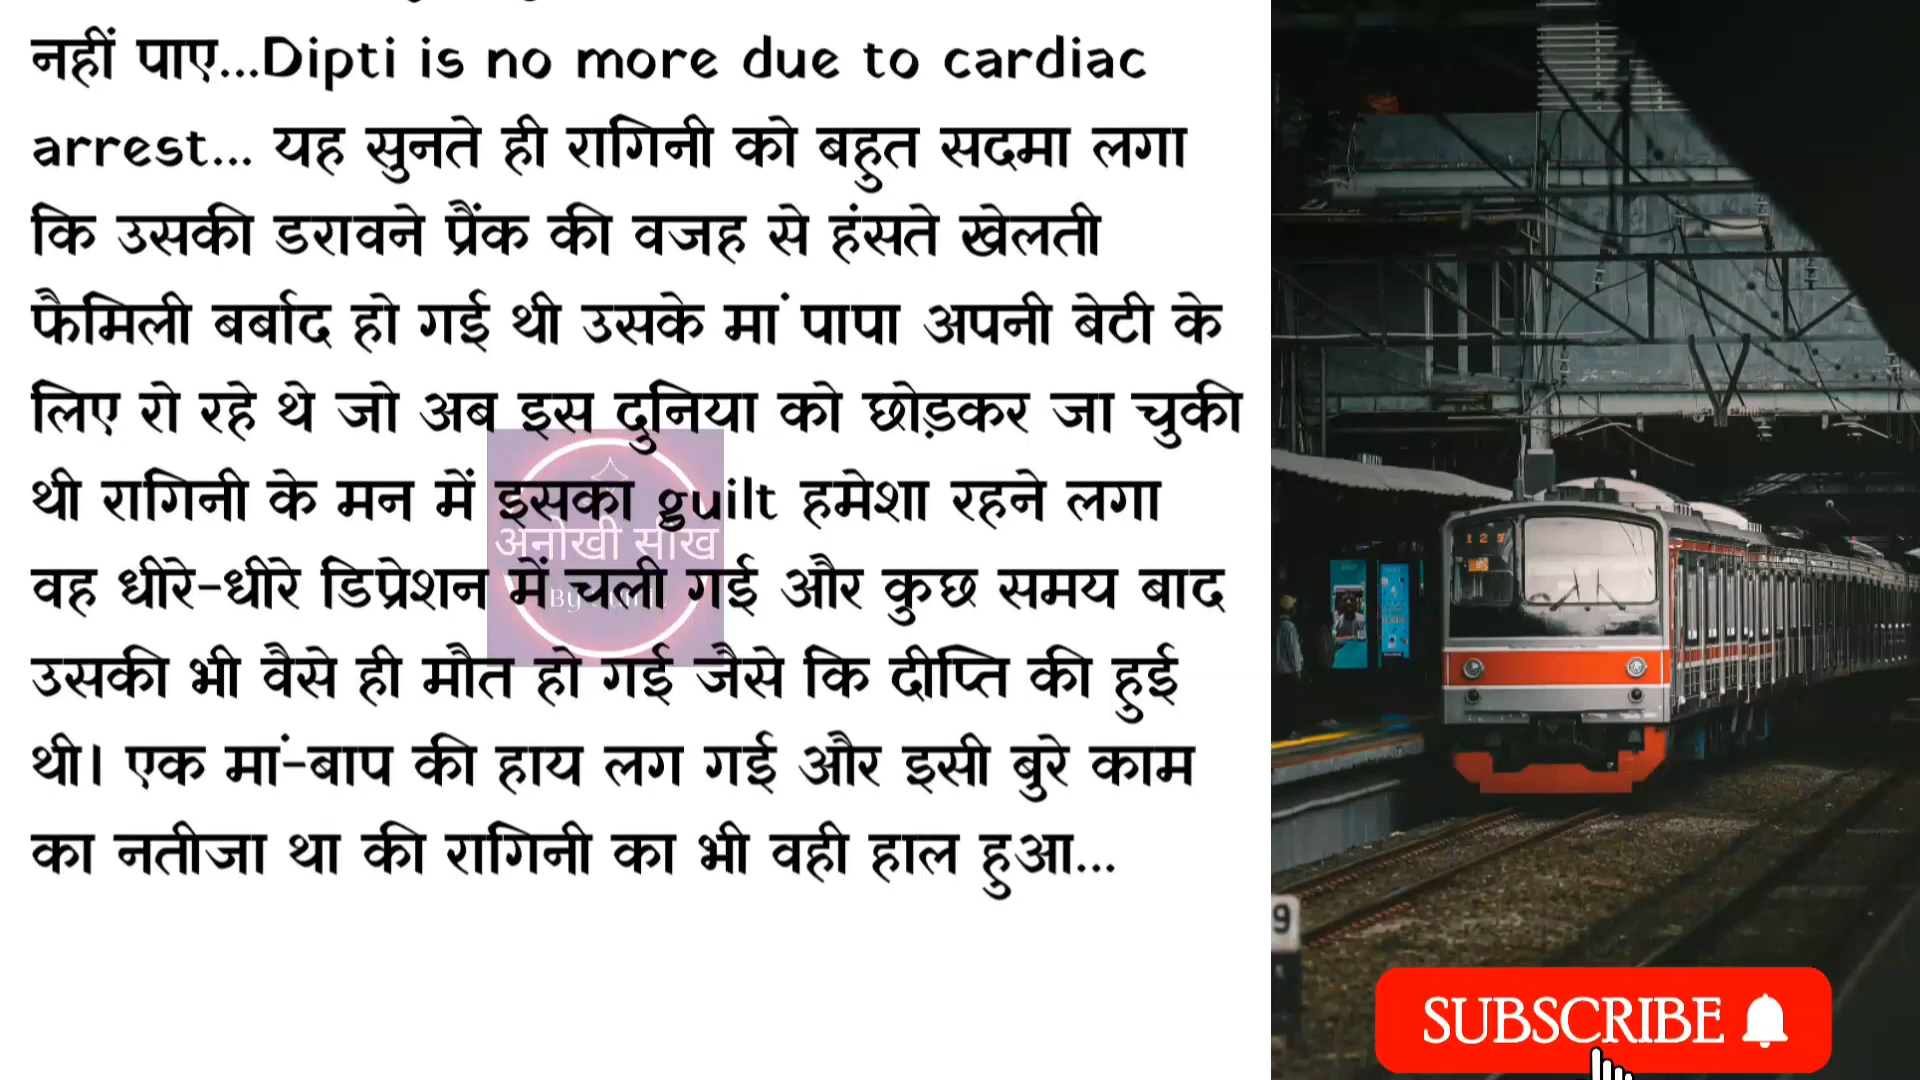 नहीं पाए...Dipti is no more due to cardiac
arrest... यह सुनते ही रागिनी को बहुत सदमा लगा
कि उसकी डरावने प्रैंक की वजह से हंसते खेलती
फैमिली बर्बाद हो गई थी उसके मां पापा अपनी बेटी के
लिए रो रहे थे जो अब इस दुनिया को छोड़कर जा चुकी
थी रागिनी के मन में इसका guilt हमेशा रहने लगा
अनोखी सीख
वह धीरे-धीरे डिप्रेशन में चली गई और कुछ समय बाद
By
उसकी भी वैसे ही मौत हो गई जैसे कि दीप्ति की हुई
थी। एक मां-बाप की हाय लग गई और इसी बुरे काम
का नतीजा था की रागिनी का भी वही हाल हुआ...
9
SUBSCRIBE